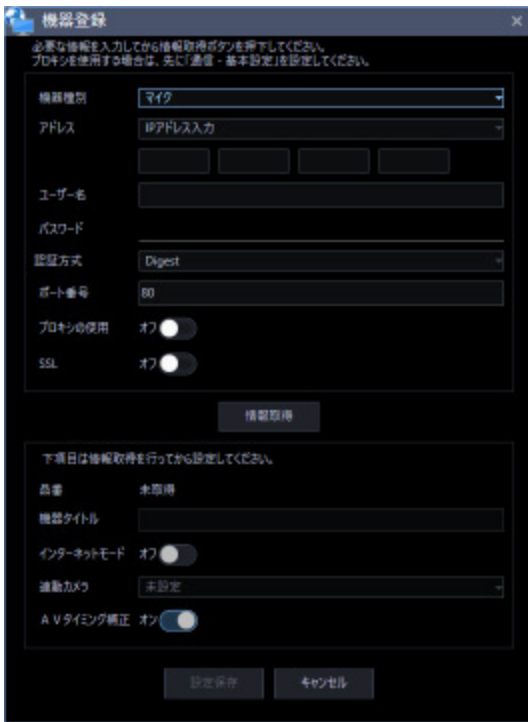 機器登録
必要な情報を入力してから情報取得ボタンを押下してください。
プロキシを使用する場合は、先に「通信 - 基本設定」を設定してください。
機器種別 マイク
アドレス IPアドレス入力
ユーザー名
パスワード
認証方式 Digest
ポート番号 80
プロキシの使用 オフ
SSL オフ
情報取得
下項目は情報取得を行ってから設定してください。
品番 未取得
機器タイトル
インターネットモード オフ
連動カメラ 未設定
AVタイミング補正 オン
設定保存 キャンセル